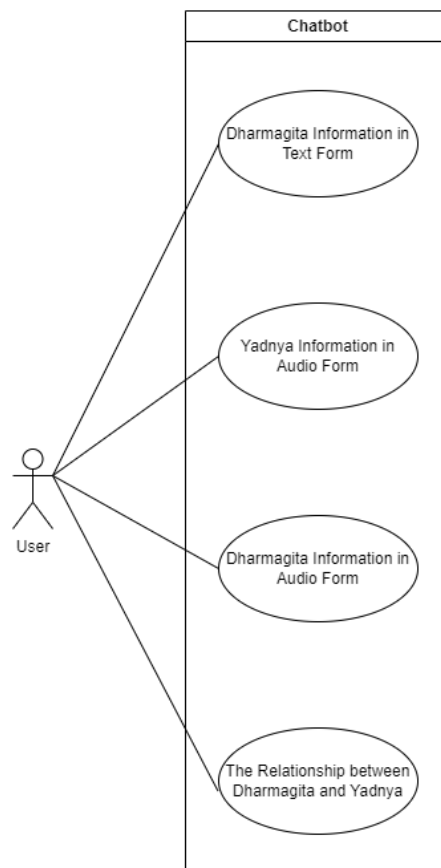 Chatbot
Dharmagita Information in
Text Form
Yadnya Information in
Audio Form
User
Dharmagita Information in
Audio Form
The Relationship between
Dharmagita and Yadnya